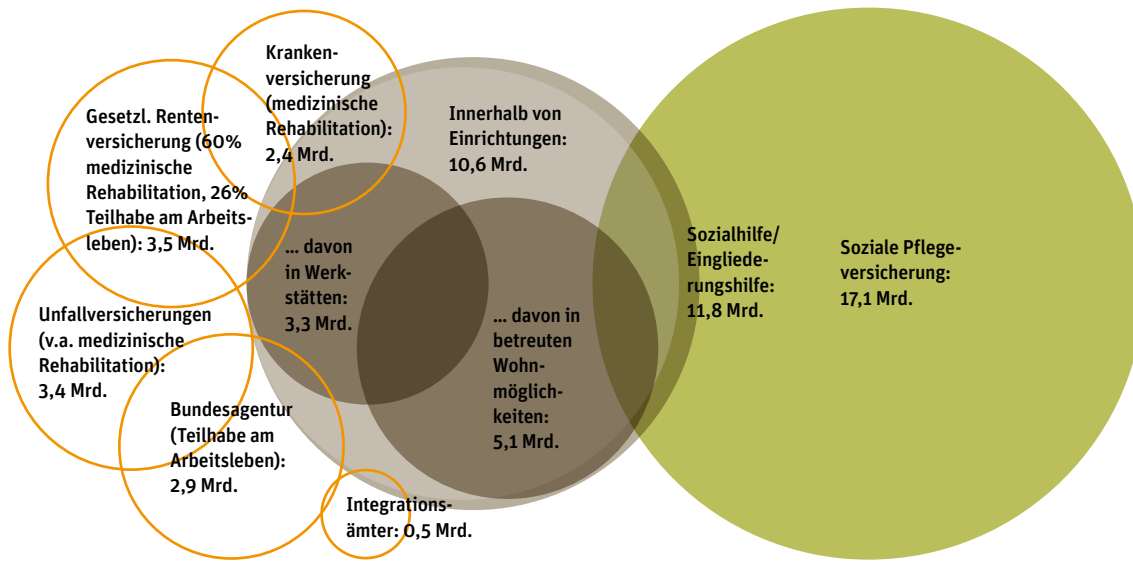 Kranken-
versicherung
(medizinische
Rehabilitation):
2,4 Mrd.
Gesetzl. Renten-
versicherung (60%
medizinische
Rehabilitation, 26%
Teilhabe am Arbeits-
leben): 3,5 Mrd.
Innerhalb von
Einrichtungen:
10,6 Mrd.
... davon
in Werk-
stätten:
3,3 Mrd.
Sozialhilfe/
Eingliede-
rungshilfe:
11,8 Mrd.
Soziale Pflege-
versicherung:
17,1 Mrd.
Unfallversicherungen
(v.a. medizinische
Rehabilitation):
3,4 Mrd.
... davon in
betreuten
Wohn-
möglich-
keiten:
5,1 Mrd.
Bundesagentur
(Teilhabe am
Arbeitsleben):
2,9 Mrd.
Integrations-
ämter: 0,5 Mrd.